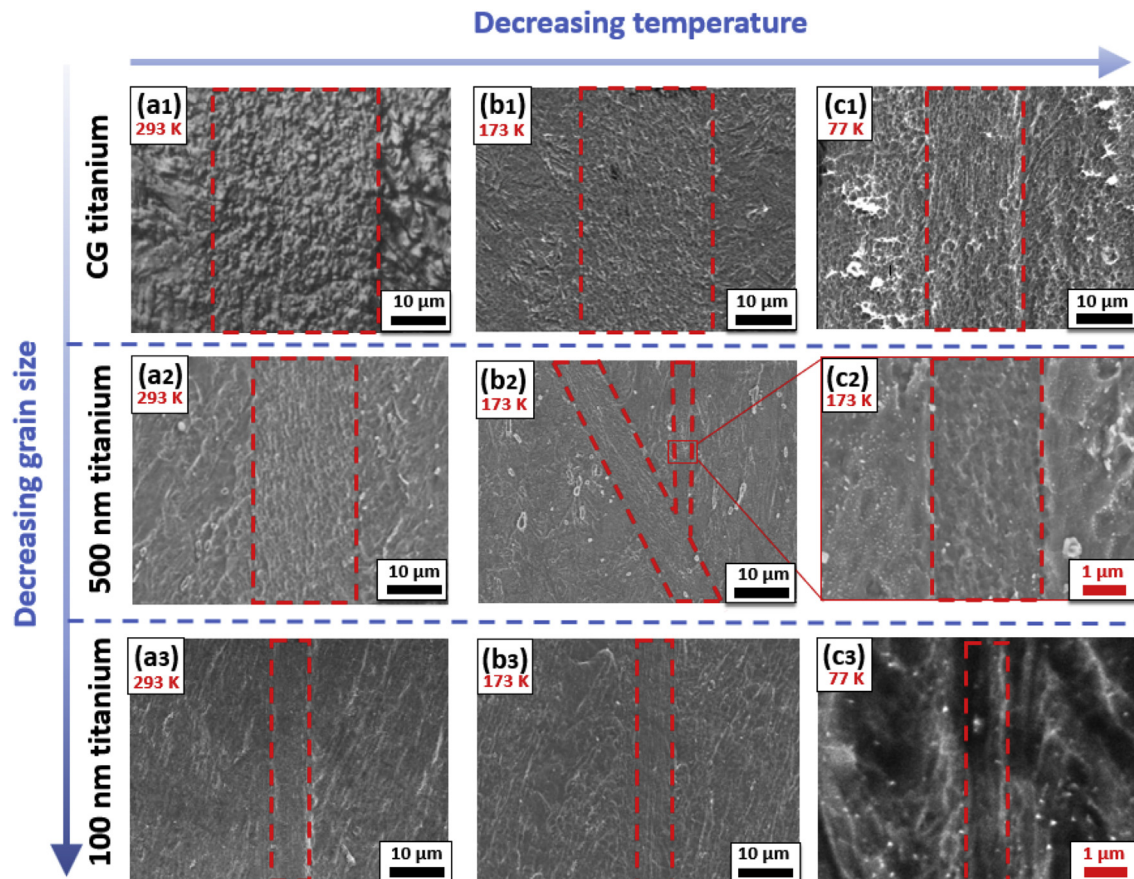 Decreasing temperature
Decreasing grain size
CG titanium
(a1)
293 K
10 μm
(b1)
173 K
10 μm
(c1)
77 K
10 μm
500 nm titanium
(a2)
293 K
10 μm
(b2)
173 K
10 μm
(c2)
173 K
1 μm
100 nm titanium
(a3)
293 K
10 μm
(b3)
173 K
10 μm
(c3)
77 K
1 μm